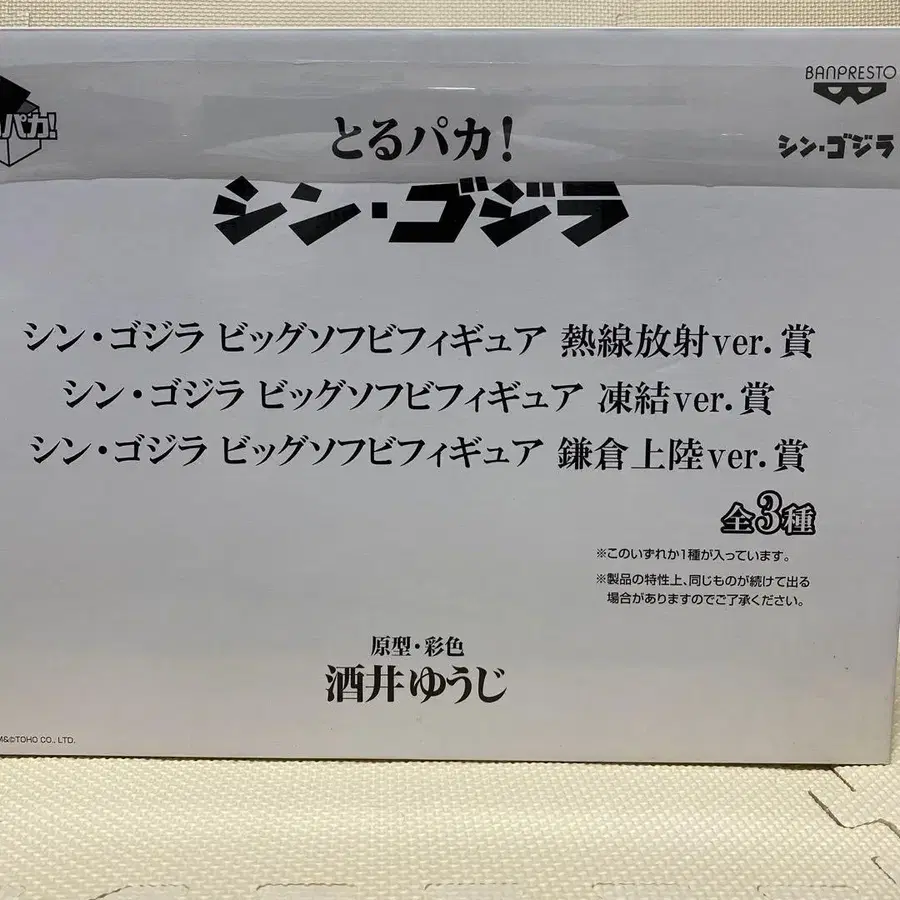 BANPRESTO
パカ!
とるパカ!
シン・ゴジラ
シン・ゴジラ
シン・ゴジラ ビッグソフビフィギュア 熱線放射ver.賞
シン・ゴジラ ビッグソフビフィギュア 凍結ver.賞
シン・ゴジラ ビッグソフビフィギュア 鎌倉上陸ver.賞
全3種
※このいずれか1種が入っています。
※製品の特性上、同じものが続けて出る
場合がありますのでご了承ください。
原型・彩色
酒井ゆうじ
M&©TOHO CO., LTD.